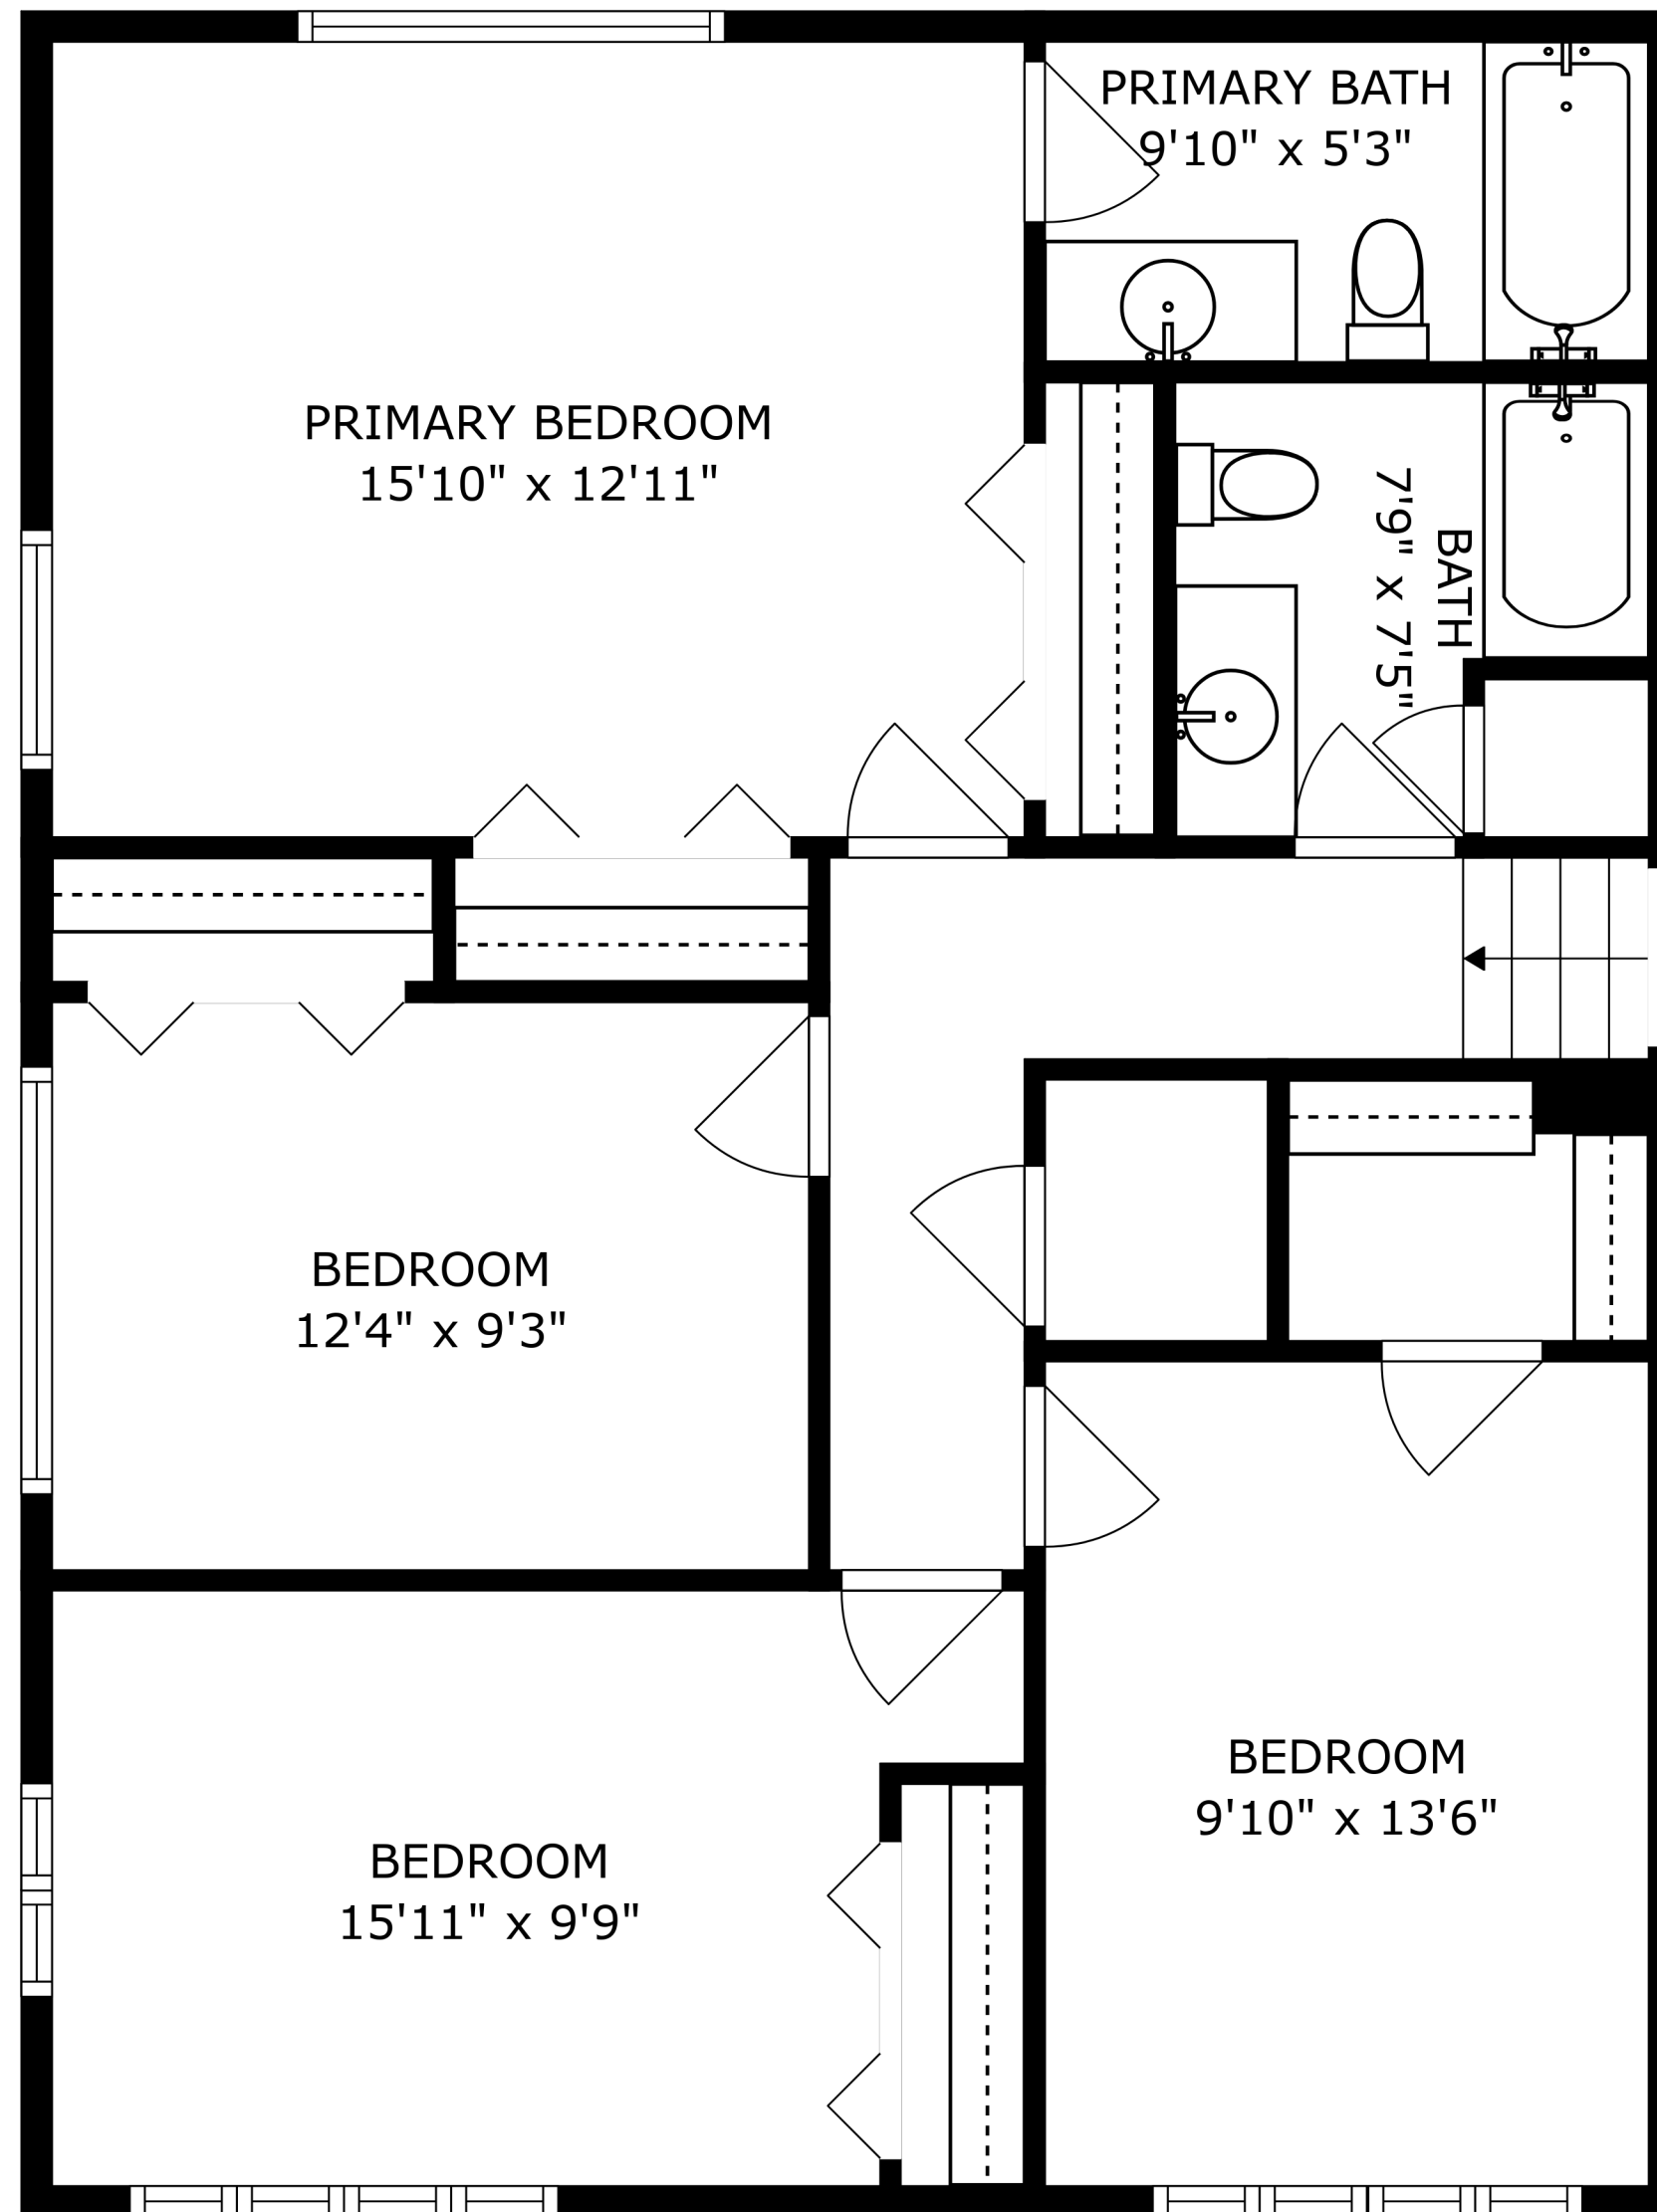 PRIMARY BATH
9'10" x 5'3"
PRIMARY BEDROOM
15'10" x 12'11"
BATH
7'9" x 7'5"
BEDROOM
12'4" x 9'3"
BEDROOM
9'10" x 13'6"
BEDROOM
15'11" x 9'9"